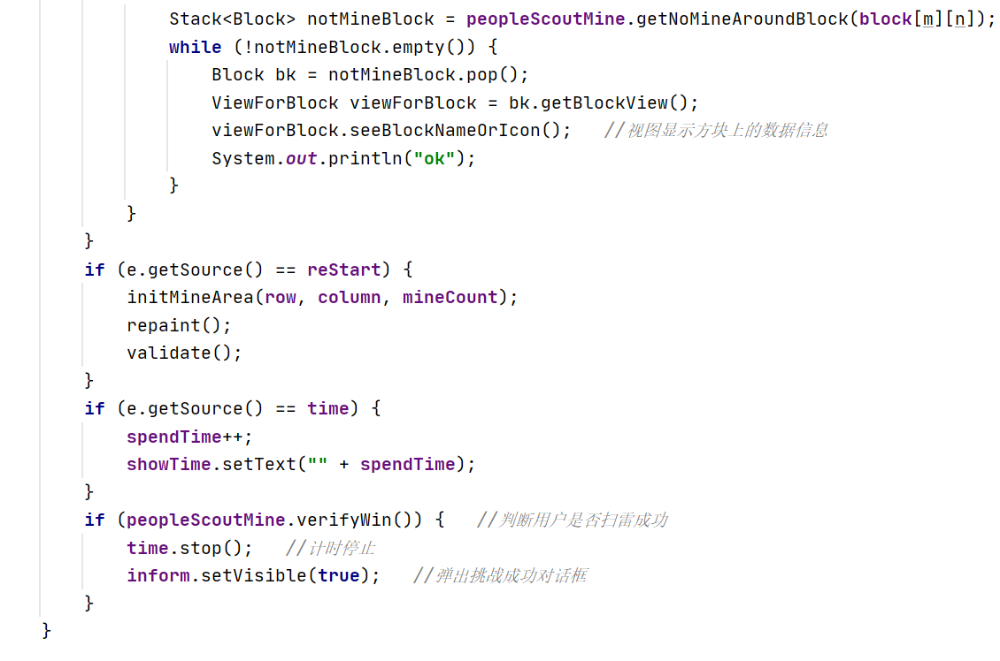 Stack<Block> notMineBlock = peopleScoutMine.getNoMineAroundBlock(block[m][n]);
while (!notMineBlock.empty()) {
Block bk = notMineBlock.pop();
ViewForBlock viewForBlock = bk.getBlockView();
viewForBlock.seeBlockNameOrIcon();   //视图显示方块上的数据信息
System.out.println("ok");
}
}
}
if (e.getSource() == reStart) {
initMineArea(row, column, mineCount);
repaint();
validate();
}
if (e.getSource() == time) {
spendTime++;
showTime.setText("" + spendTime);
}
if (peopleScoutMine.verifyWin()) {   //判断用户是否扫雷成功
time.stop();   //计时停止
inform.setVisible(true);   //弹出挑战成功对话框
}
}